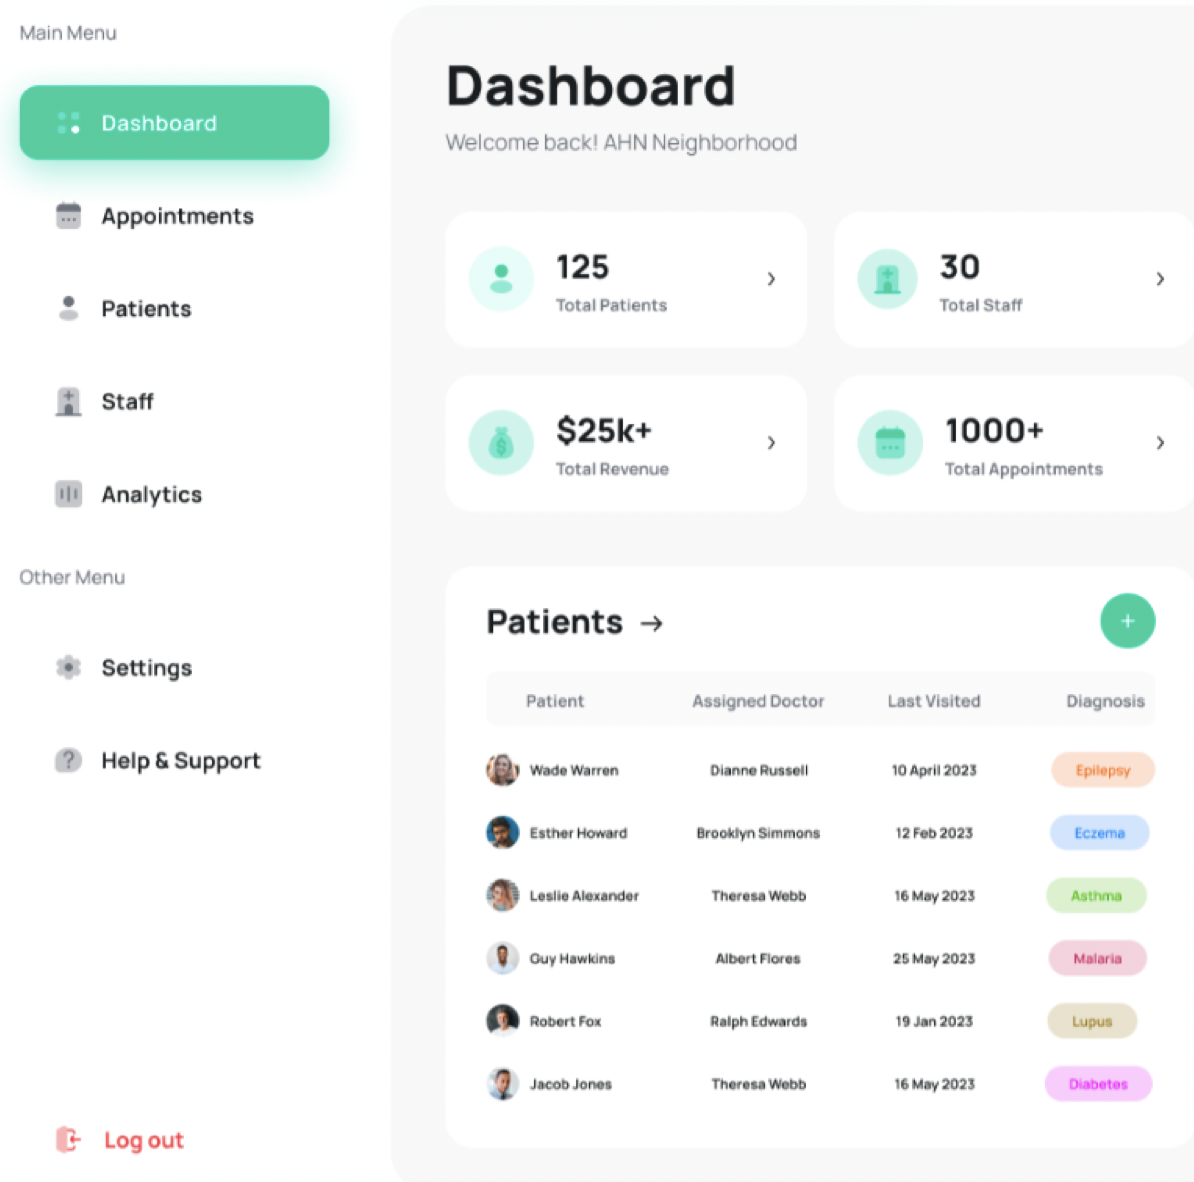 Main Menu
Dashboard
Appointments
Patients
Staff
Analytics
Other Menu
Settings
Help & Support
Log out
Dashboard
Welcome back! AHN Neighborhood
125
Total Patients
30
Total Staff
$25k+
Total Revenue
1000+
Total Appointments
Patients →
+
Patient Assigned Doctor Last Visited Diagnosis
Wade Warren Dianne Russell 10 April 2023 Epilepsy
Esther Howard Brooklyn Simmons 12 Feb 2023 Eczema
Leslie Alexander Theresa Webb 16 May 2023 Asthma
Guy Hawkins Albert Flores 25 May 2023 Malaria
Robert Fox Ralph Edwards 19 Jan 2023 Lupus
Jacob Jones Theresa Webb 16 May 2023 Diabetes